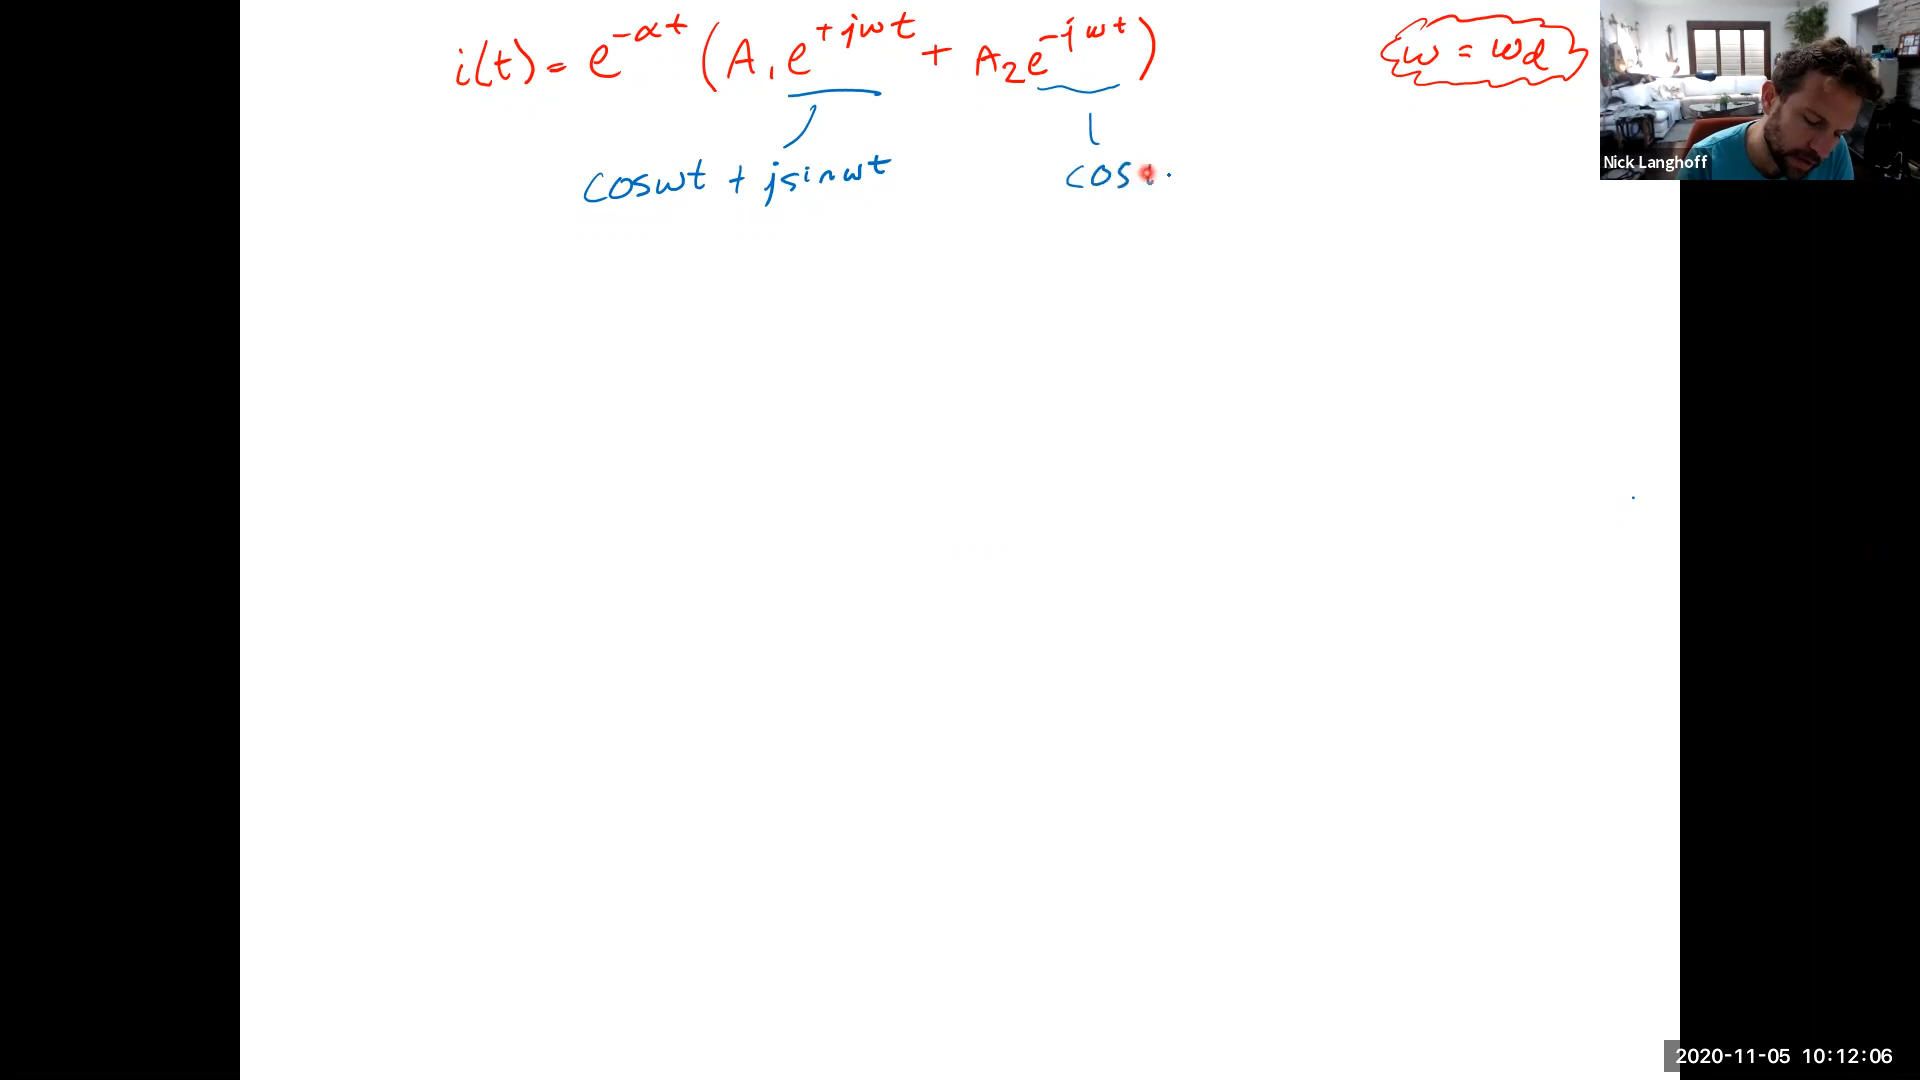 i(t) = e^{-αt} (A₁e^{+jωt} + A₂e^{-jωt})
ω = ωd
cosωt + jsinωt
cos
Nick Langhoff
2020-11-05 10:12:06